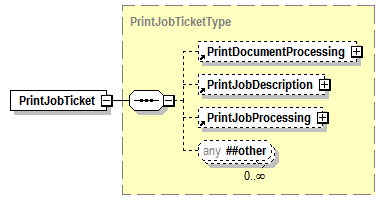 PrintJobTicketType
PrintDocumentProcessing
PrintJobDescription
PrintJobTicket
PrintJobProcessing
any ##other
0..∞